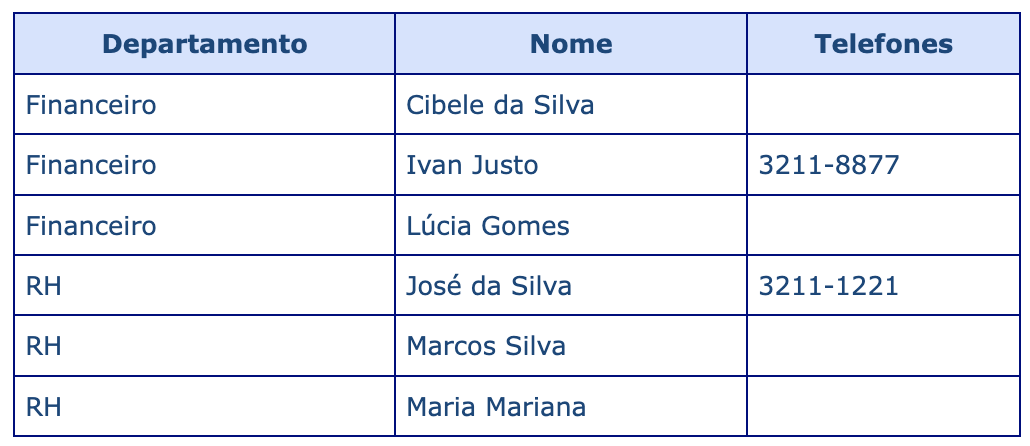 Departamento Nome Telefones
Financeiro Cibele da Silva
Financeiro Ivan Justo 3211-8877
Financeiro Lúcia Gomes
RH José da Silva 3211-1221
RH Marcos Silva
RH Maria Mariana